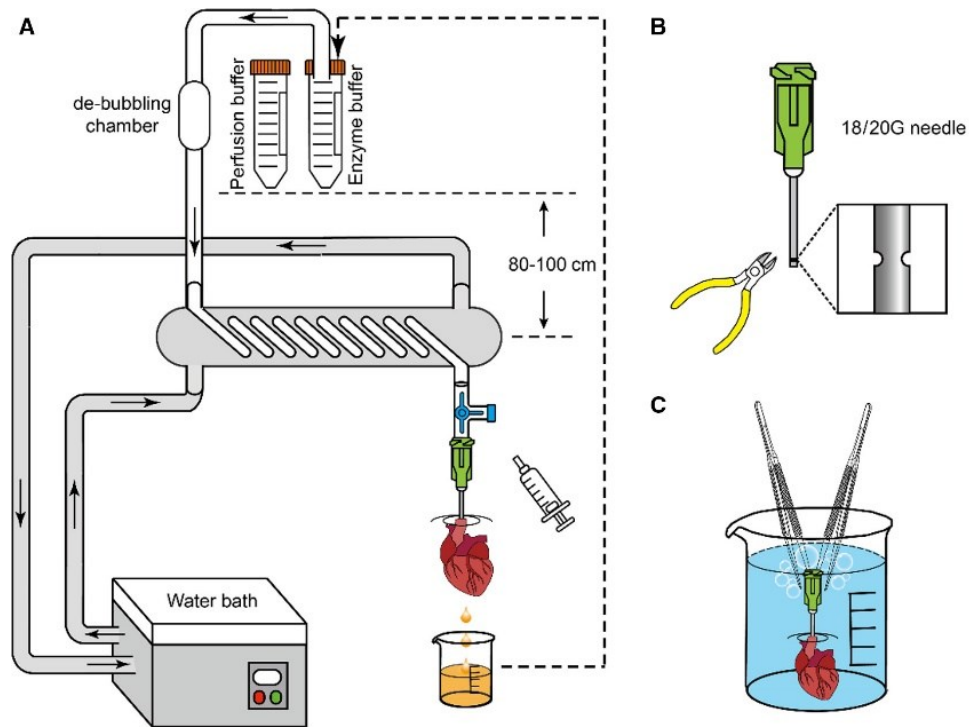 A
de-bubbling
chamber
Perfusion buffer
Enzyme buffer
80-100 cm
Water bath
B
18/20G needle
C